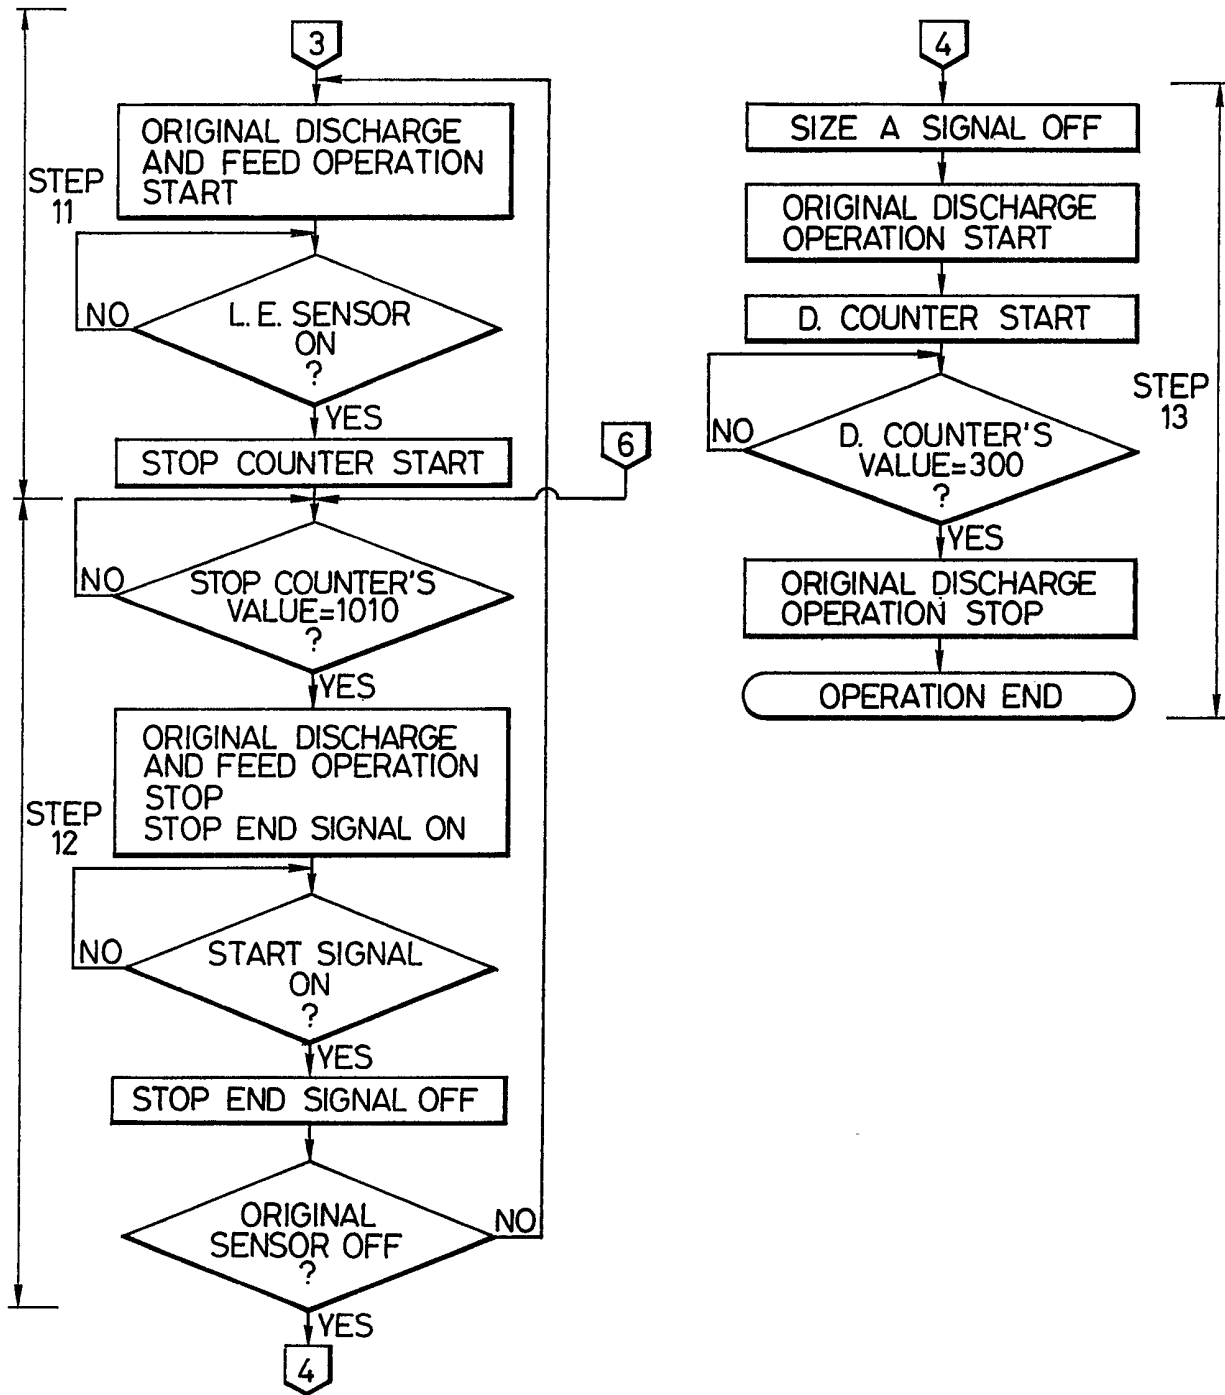 3
ORIGINAL DISCHARGE
AND FEED OPERATION
START
STEP
11
NO
L. E. SENSOR
ON
?
YES
STOP COUNTER START
6
NO
STOP COUNTER'S
VALUE=1010
?
YES
ORIGINAL DISCHARGE
AND FEED OPERATION
STOP
STOP END SIGNAL ON
STEP
12
NO
START SIGNAL
ON
?
YES
STOP END SIGNAL OFF
ORIGINAL
SENSOR OFF
?
NO
YES
4
4
SIZE A SIGNAL OFF
ORIGINAL DISCHARGE
OPERATION START
D. COUNTER START
STEP
13
NO
D. COUNTER'S
VALUE=300
?
YES
ORIGINAL DISCHARGE
OPERATION STOP
OPERATION END